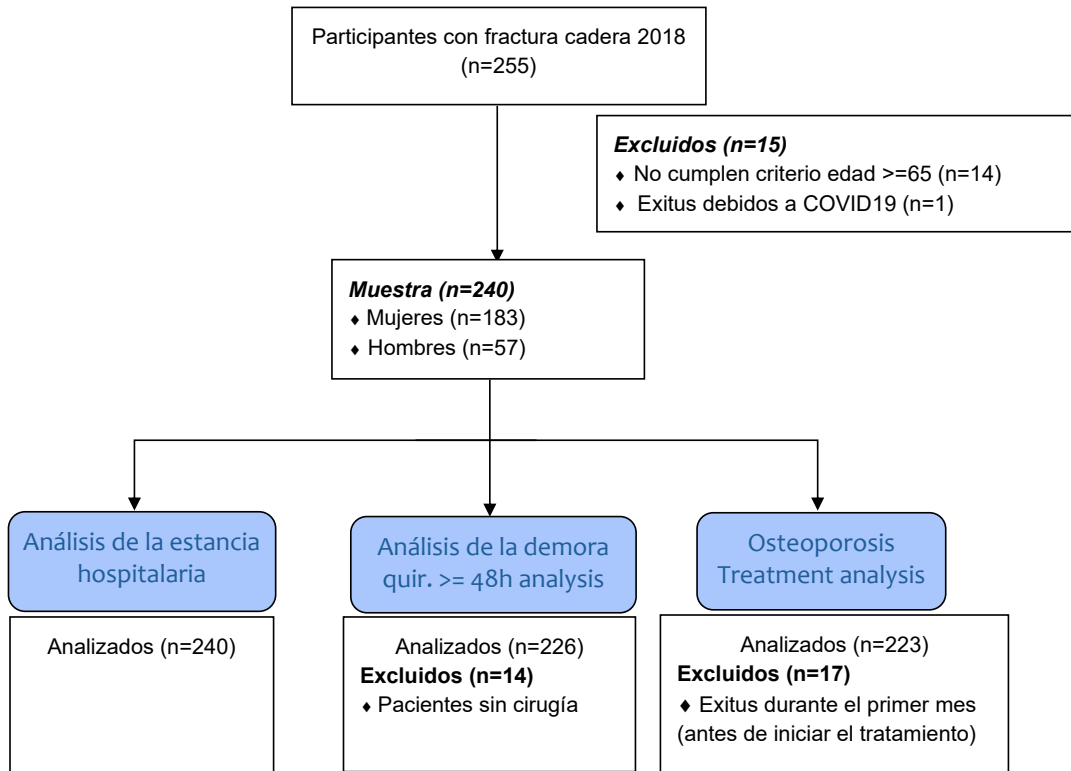 Participantes con fractura cadera 2018
(n=255)
Excluidos (n=15)
♦ No cumplen criterio edad >=65 (n=14)
♦ Exitus debidos a COVID19 (n=1)
Muestra (n=240)
♦ Mujeres (n=183)
♦ Hombres (n=57)
Análisis de la estancia
hospitalaria
Analizados (n=240)
Análisis de la demora
quir. >= 48h analysis
Analizados (n=226)
Excluidos (n=14)
♦ Pacientes sin cirugía
Osteoporosis
Treatment analysis
Analizados (n=223)
Excluidos (n=17)
♦ Exitus durante el primer mes
(antes de iniciar el tratamiento)